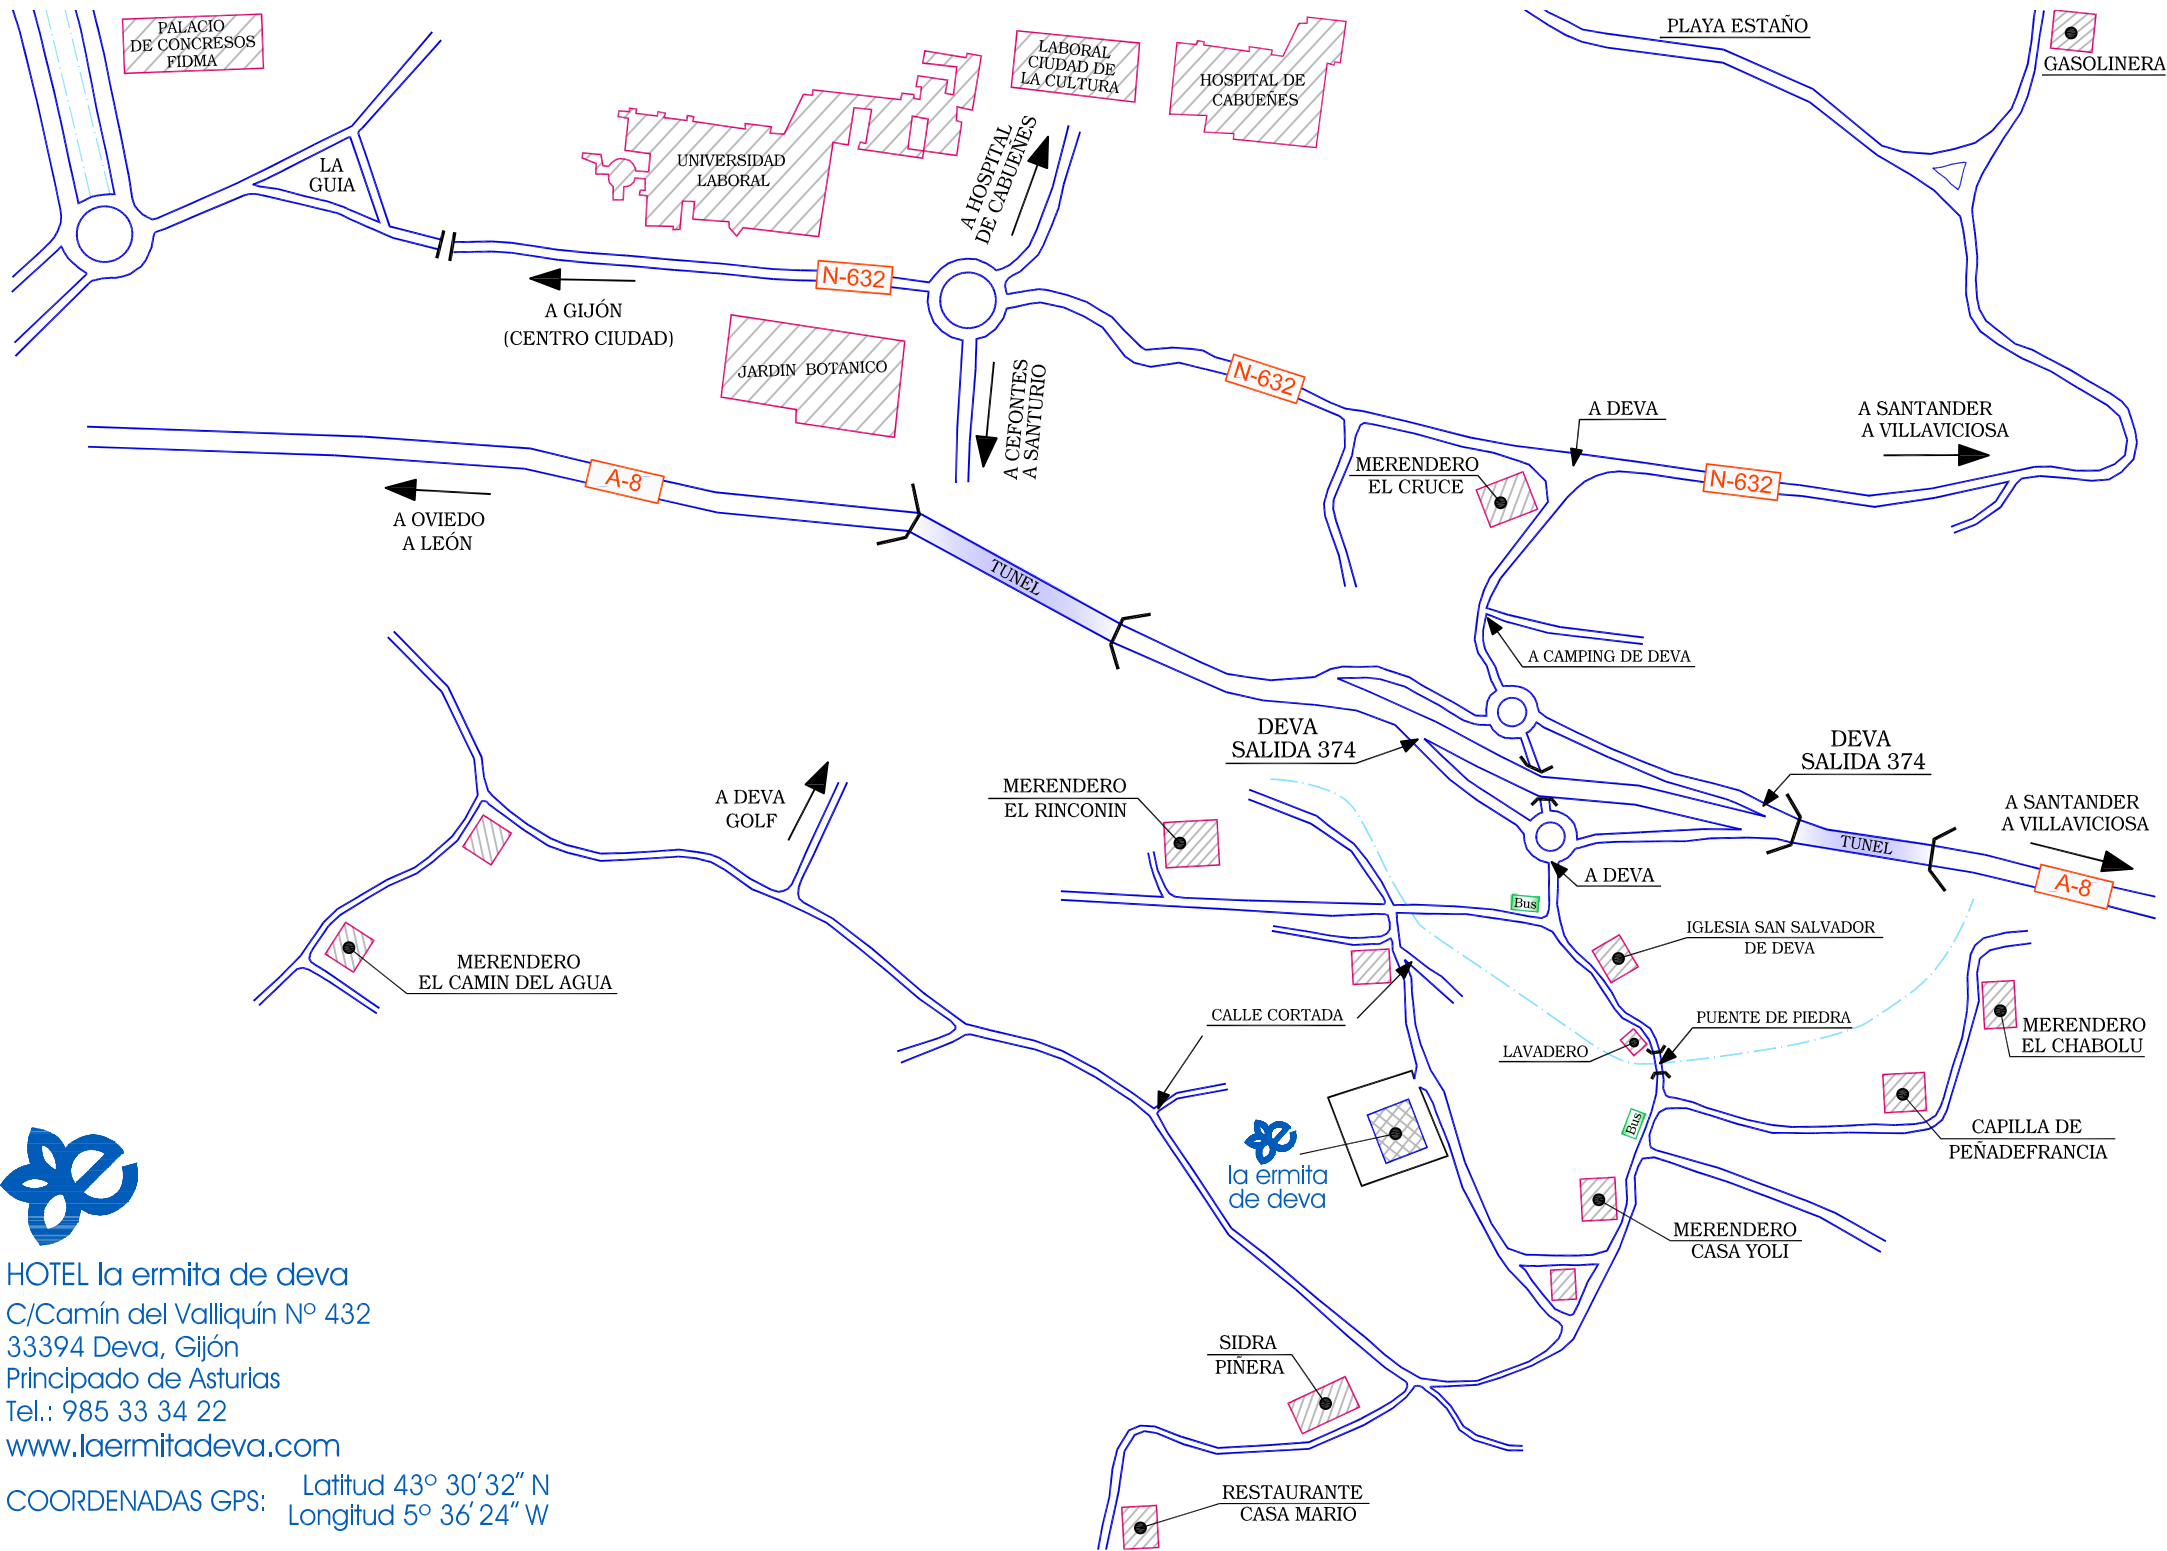 PALACIO
DE CONCRESOS
FIDMA
LA
GUIA
UNIVERSIDAD
LABORAL
LABORAL
CIUDAD DE
LA CULTURA
HOSPITAL DE
CABUEÑES
PLAYA ESTAÑO
GASOLINERA
A HOSPITAL
DE CABUEÑES
N-632
A GIJÓN
(CENTRO CIUDAD)
JARDIN BOTANICO
A CEFONTES
A SANTURIO
N-632
A DEVA
A SANTANDER
A VILLAVICIOSA
MERENDERO
EL CRUCE
N-632
A-8
A OVIEDO
A LEÓN
TUNEL
A CAMPING DE DEVA
DEVA
SALIDA 374
DEVA
SALIDA 374
A DEVA
GOLF
MERENDERO
EL RINCONIN
A SANTANDER
A VILLAVICIOSA
TUNEL
A-8
A DEVA
Bus
IGLESIA SAN SALVADOR
DE DEVA
MERENDERO
EL CAMIN DEL AGUA
CALLE CORTADA
PUENTE DE PIEDRA
LAVADERO
MERENDERO
EL CHABOLU
Bus
CAPILLA DE
PEÑADEFRANCIA
la ermita
de deva
MERENDERO
CASA YOLI
SIDRA
PIÑERA
RESTAURANTE
CASA MARIO
HOTEL la ermita de deva
C/Camín del Valliquín Nº 432
33394 Deva, Gijón
Principado de Asturias
Tel.: 985 33 34 22
www.laermitadeva.com
COORDENADAS GPS:
Latitud 43º 30'32" N
Longitud 5º 36'24" W